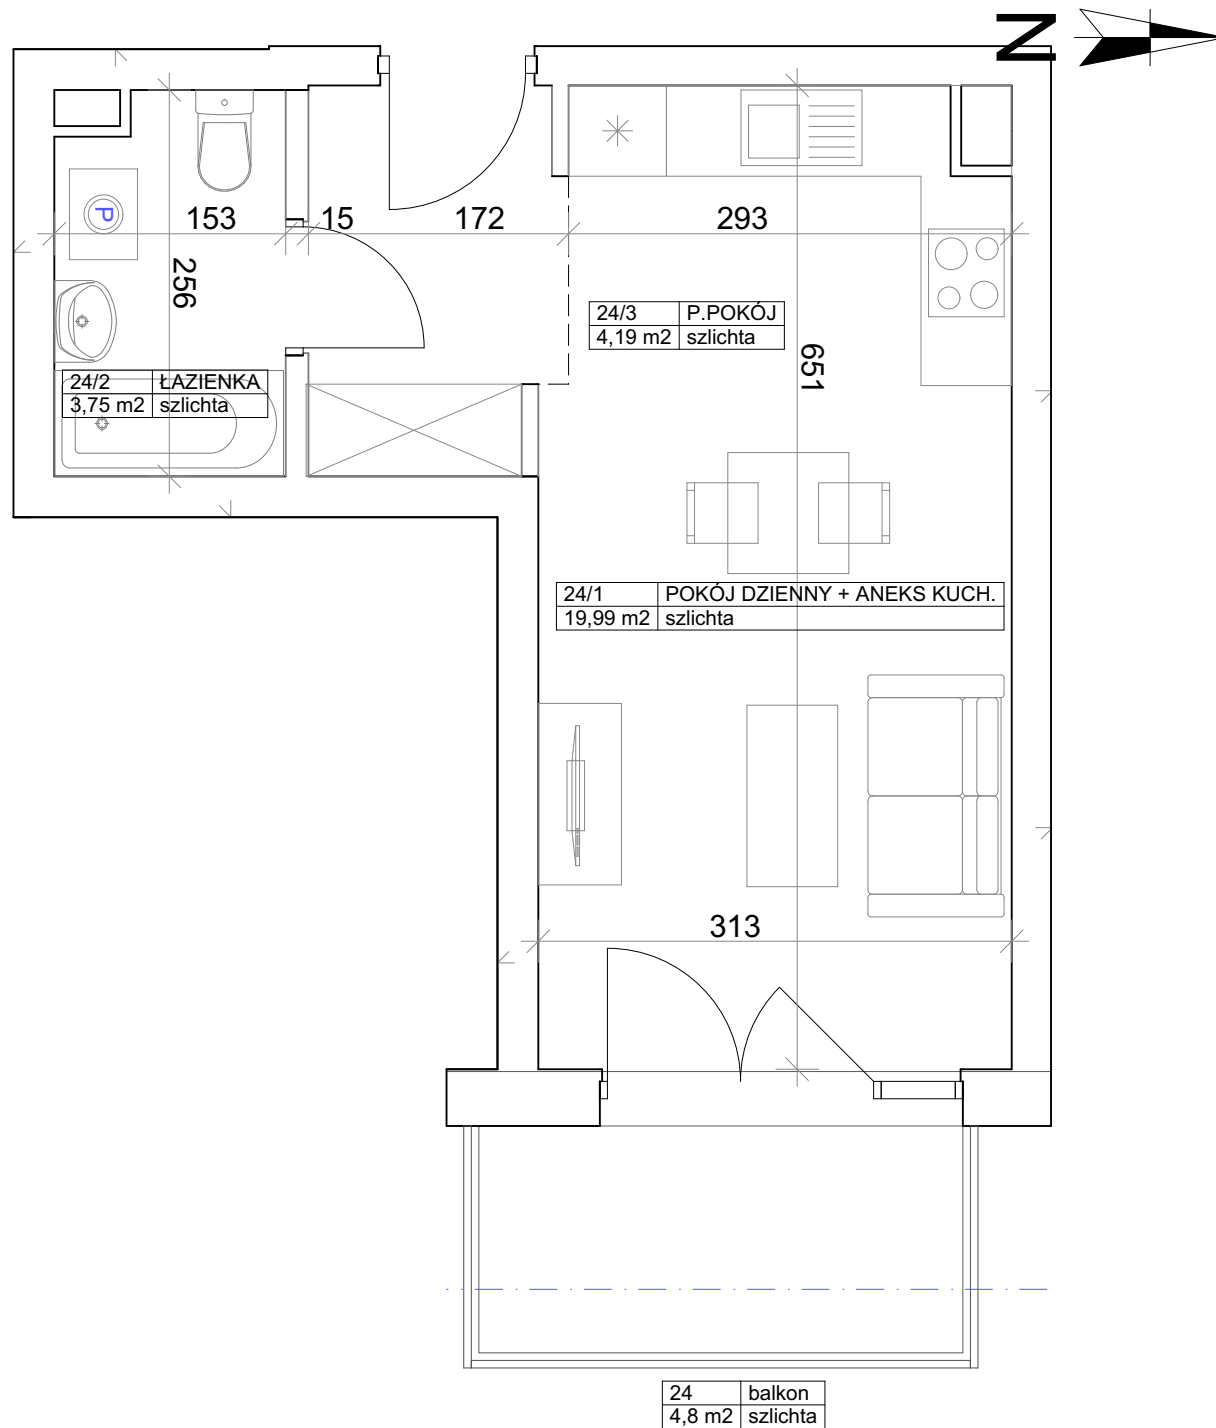 N
P
153
15
172
293
256
24/3 P.POKÓJ
4,19 m2 szlichta
651
24/2 ŁAZIENKA
3,75 m2 szlichta
24/1 POKÓJ DZIENNY + ANEKS KUCH.
19,99 m2 szlichta
313
24 balkon
4,8 m2 szlichta